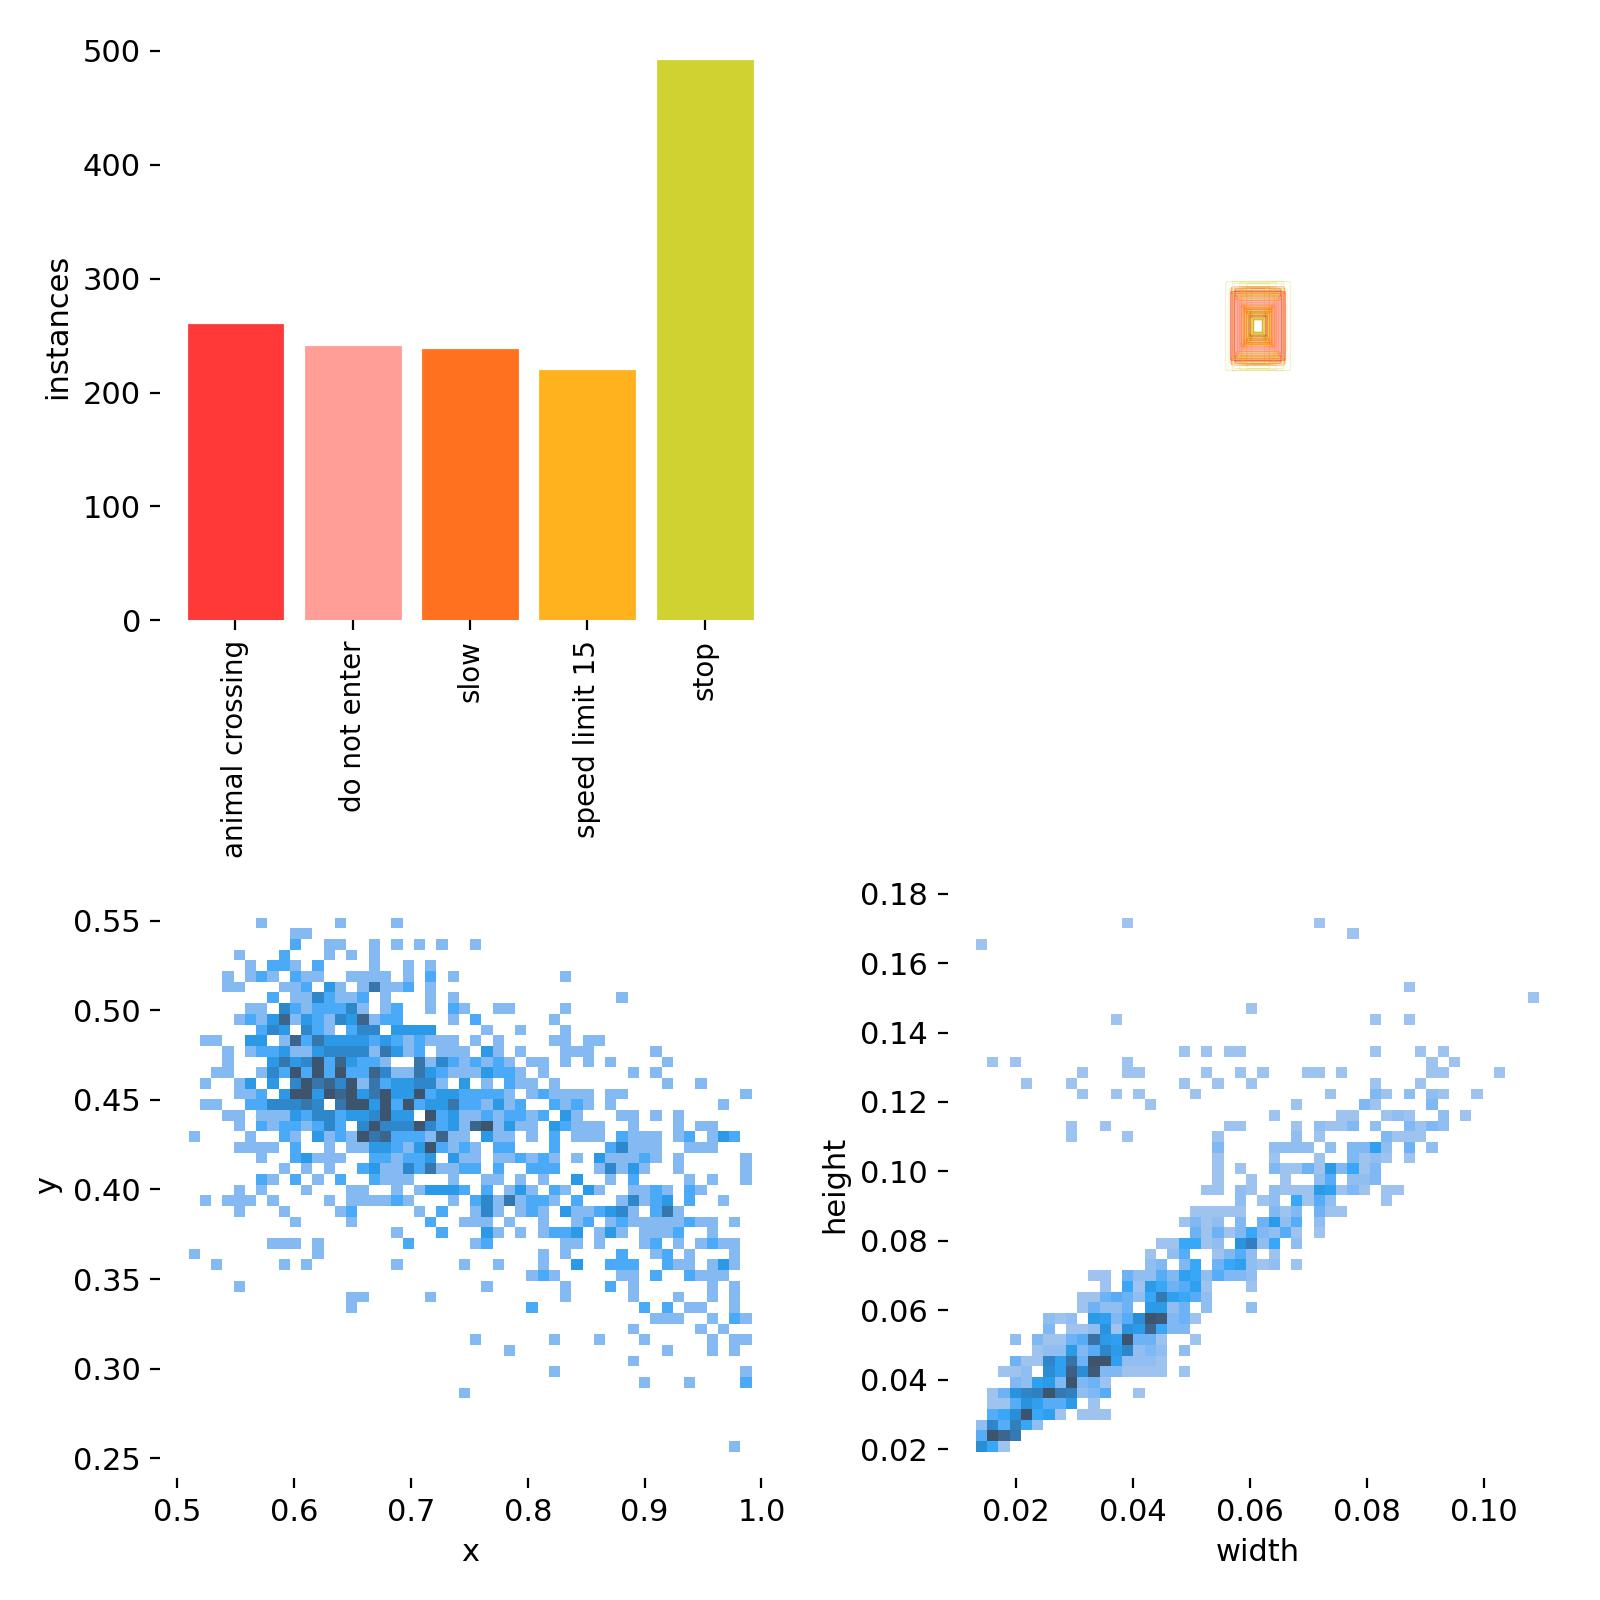 500
400
300
200
100
0
instances
animal crossing
do not enter
slow
speed limit 15
stop
0.55
0.50
0.45
0.40
0.35
0.30
0.25
y
0.5 0.6 0.7 0.8 0.9 1.0
x
0.18
0.16
0.14
0.12
0.10
0.08
0.06
0.04
0.02
height
0.02 0.04 0.06 0.08 0.10
width